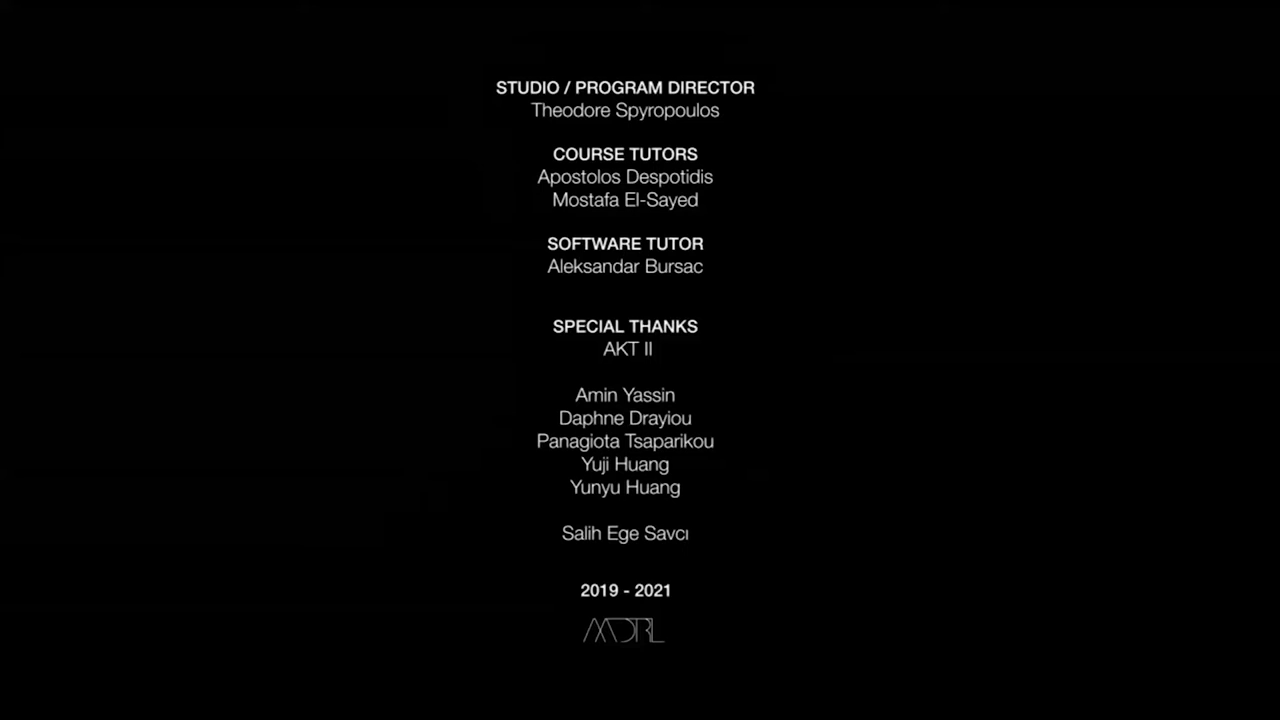 STUDIO / PROGRAM DIRECTOR
Theodore Spyropoulos
COURSE TUTORS
Apostolos Despotidis
Mostafa El-Sayed
SOFTWARE TUTOR
Aleksandar Bursac
SPECIAL THANKS
AKT II
Amin Yassin
Daphne Drayiou
Panagiota Tsaparikou
Yuji Huang
Yunyu Huang
Salih Ege Savcı
2019 - 2021